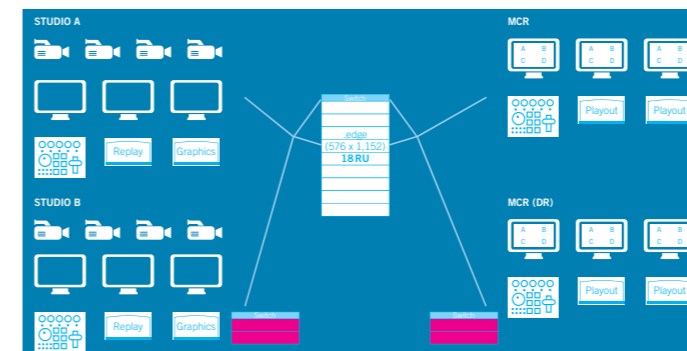 STUDIO A
MCR
A B
C D
A B
C D
A B
C D
Switch
.edge
(576 x 1,152)
18RU
Replay
Graphics
Playout
Playout
STUDIO B
MCR (DR)
A B
C D
A B
C D
A B
C D
Replay
Graphics
Switch
Switch
Playout
Playout